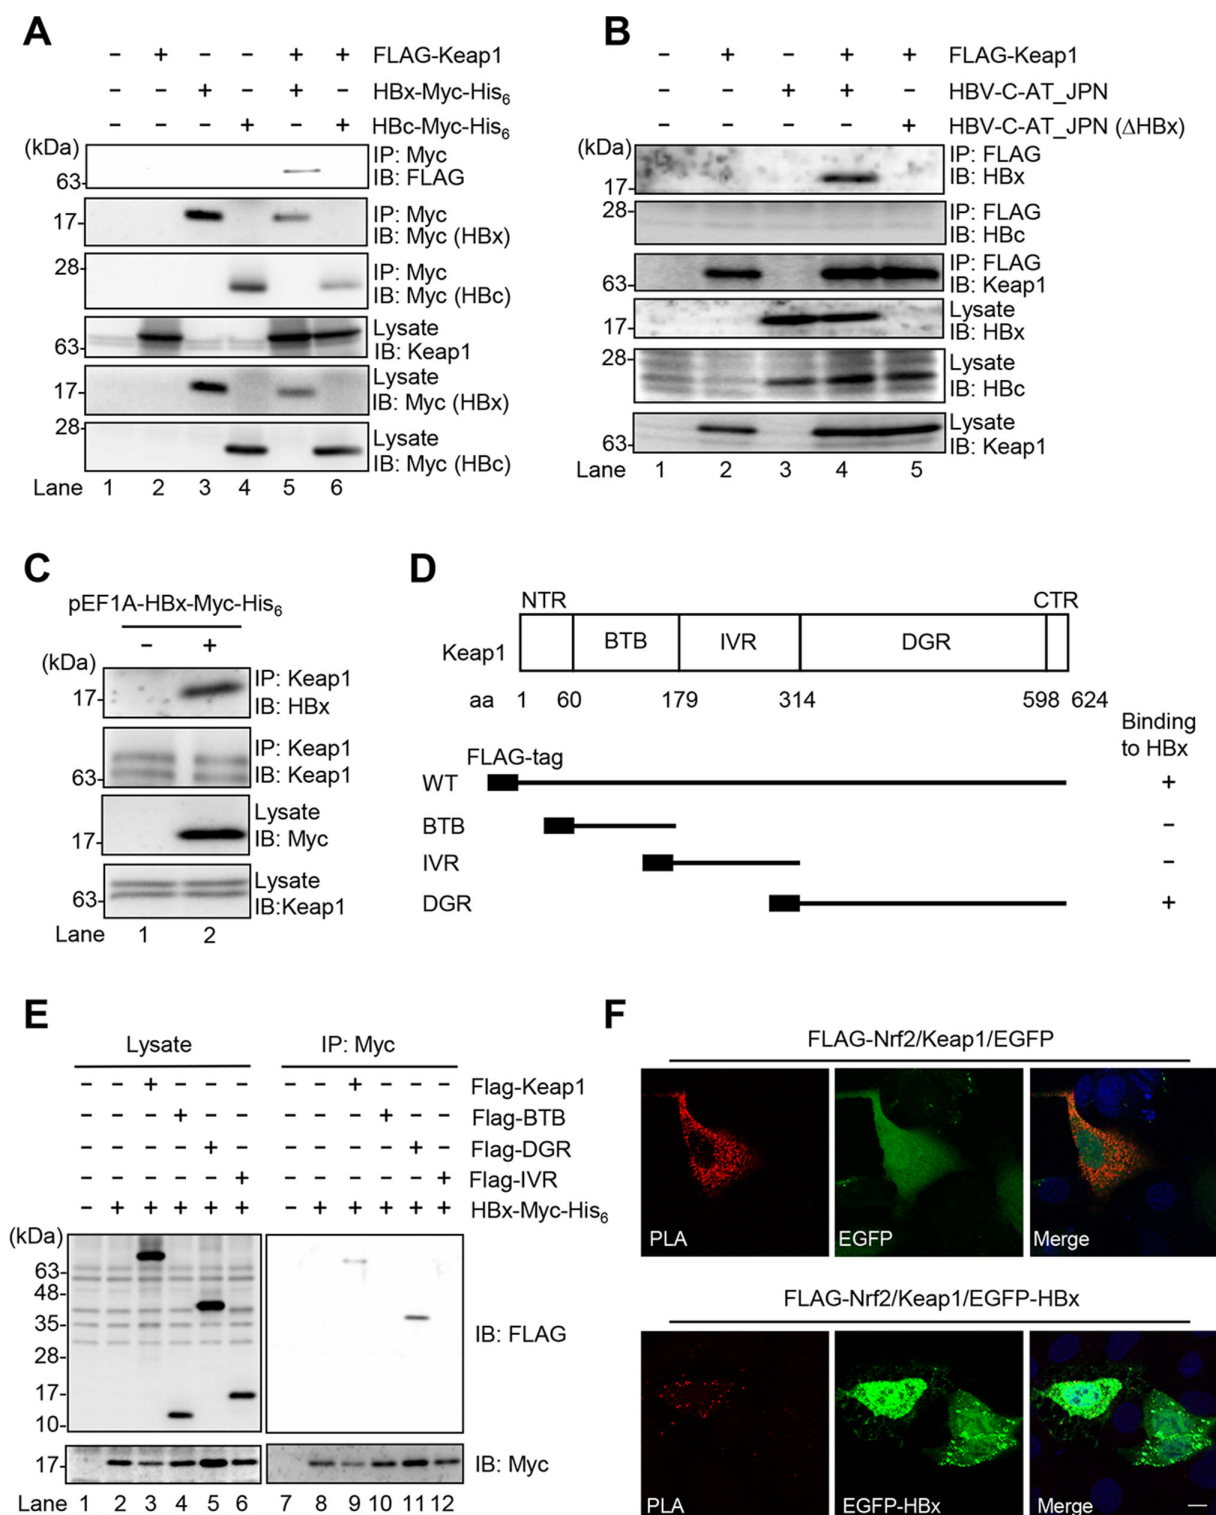 A
- + - - + + FLAG-Keap1
- - + - + - HBx-Myc-His6
- - - + - + HBc-Myc-His6
(kDa)
63-
IP: Myc
IB: FLAG
17-
IP: Myc
IB: Myc (HBx)
28-
IP: Myc
IB: Myc (HBc)
63-
Lysate
IB: Keap1
17-
Lysate
IB: Myc (HBx)
28-
Lysate
IB: Myc (HBc)
Lane 1 2 3 4 5 6
B
- + - + + FLAG-Keap1
- - + + - HBV-C-AT_JPN
- - - - + HBV-C-AT_JPN (ΔHBx)
(kDa)
17-
IP: FLAG
IB: HBx
28-
IP: FLAG
IB: HBc
63-
IP: FLAG
IB: Keap1
17-
Lysate
IB: HBx
28-
Lysate
IB: HBc
63-
Lysate
IB: Keap1
Lane 1 2 3 4 5
C
pEF1A-HBx-Myc-His6
- +
(kDa)
17-
IP: Keap1
IB: HBx
63-
IP: Keap1
IB: Keap1
17-
Lysate
IB: Myc
63-
Lysate
IB:Keap1
Lane 1 2
D
NTR CTR
Keap1 BTB IVR DGR
aa 1 60 179 314 598 624
Binding
to HBx
FLAG-tag
WT +
BTB -
IVR -
DGR +
E
Lysate IP: Myc
- - + - - - - - + - - - Flag-Keap1
- - - + - - - - - + - - Flag-BTB
- - - - + - - - - - + - Flag-DGR
- - - - - + - - - - - + Flag-IVR
- + + + + + - + + + + + HBx-Myc-His6
(kDa)
63-
48-
35-
28-
17-
10-
IB: FLAG
17-
IB: Myc
Lane 1 2 3 4 5 6 7 8 9 10 11 12
F
FLAG-Nrf2/Keap1/EGFP
PLA EGFP Merge
FLAG-Nrf2/Keap1/EGFP-HBx
PLA EGFP-HBx Merge